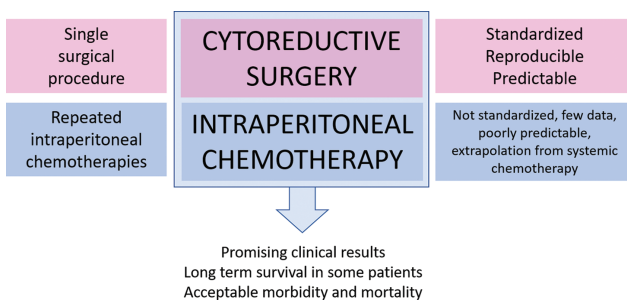 Single
surgical
procedure
CYTOREDUCTIVE
SURGERY
Standardized
Reproducible
Predictable
Repeated
intraperitoneal
chemotherapies
INTRAPERITONEAL
CHEMOTHERAPY
Not standardized, few data,
poorly predictable,
extrapolation from systemic
chemotherapy
Promising clinical results
Long term survival in some patients
Acceptable morbidity and mortality